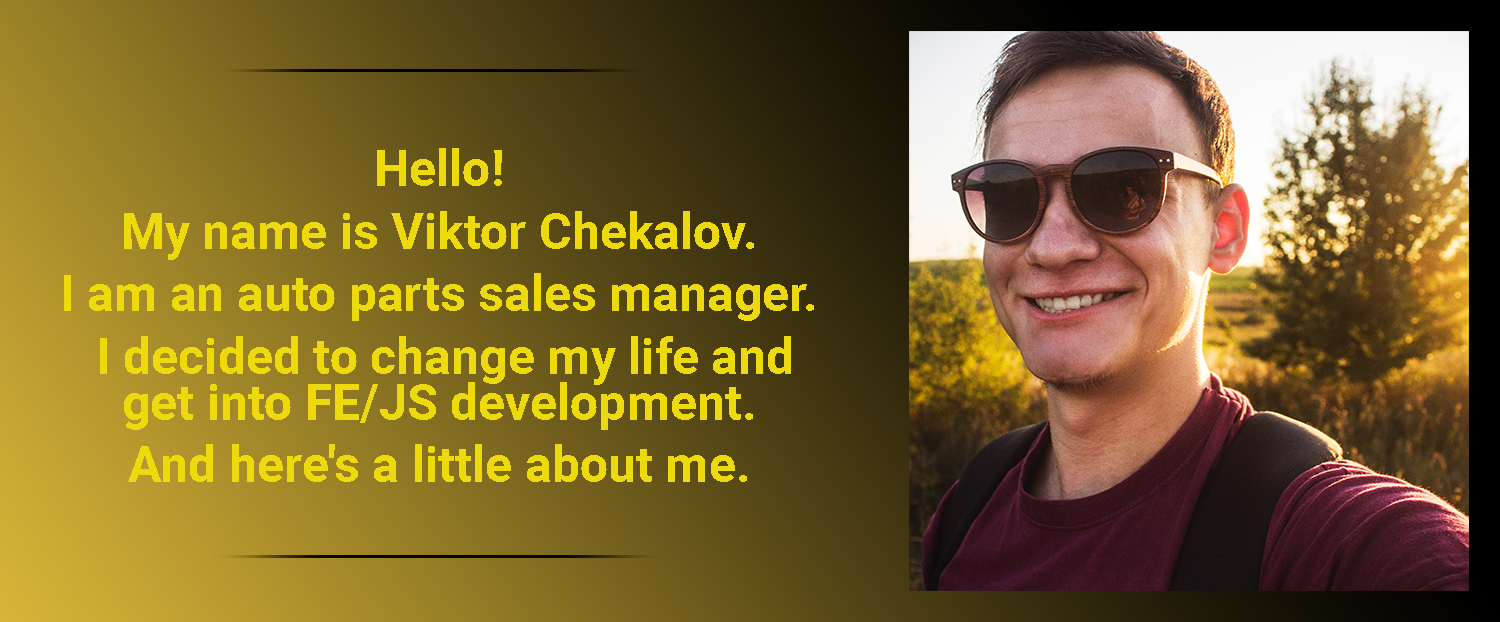 Hello!
My name is Viktor Chekalov.
I am an auto parts sales manager.
I decided to change my life and
get into FE/JS development.
And here's a little about me.